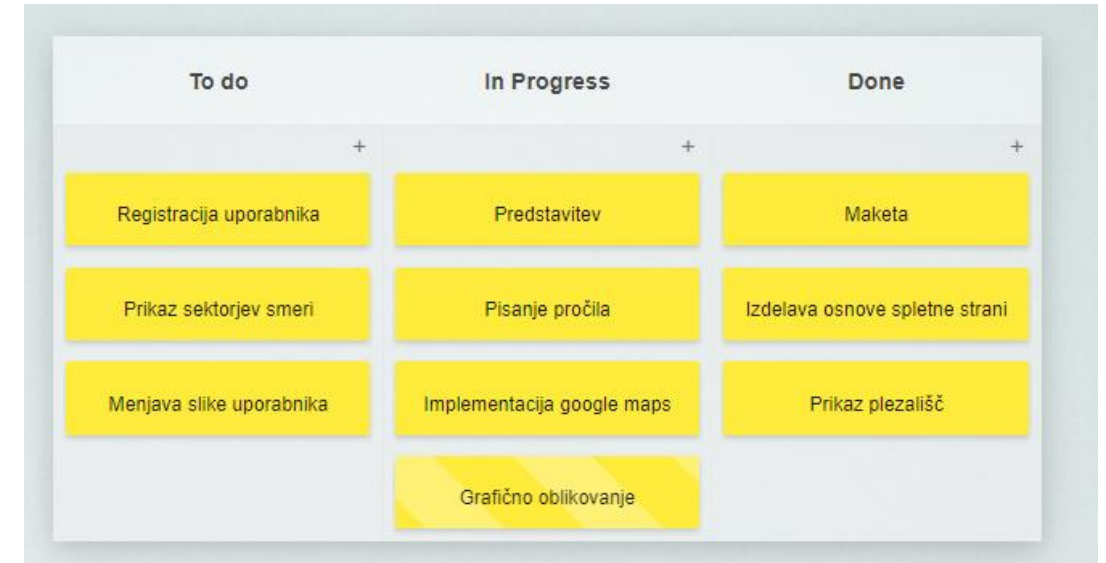 To do
In Progress
Done
+
+
+
Registracija uporabnika
Predstavitev
Maketa
Prikaz sektorjev smeri
Pisanje pročila
Izdelava osnove spletne strani
Menjava slike uporabnika
Implementacija google maps
Prikaz plezališč
Grafično oblikovanje